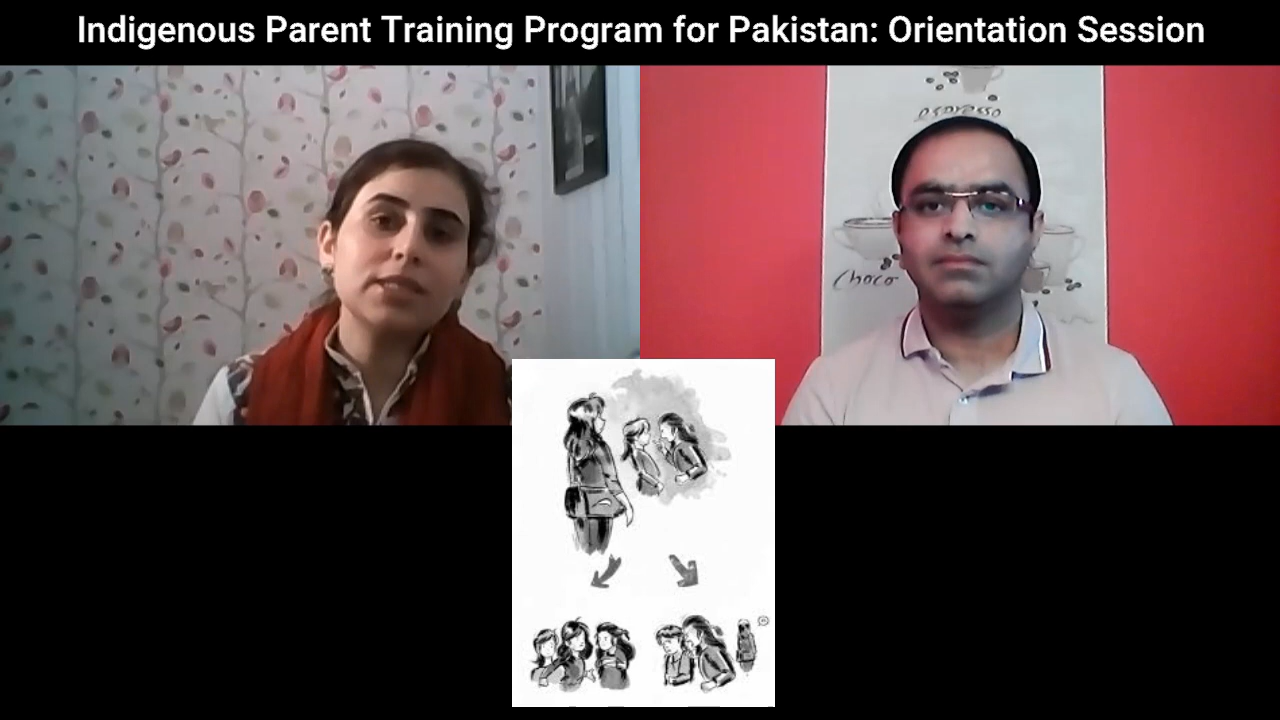 Indigenous Parent Training Program for Pakistan: Orientation Session
espresso
Choco